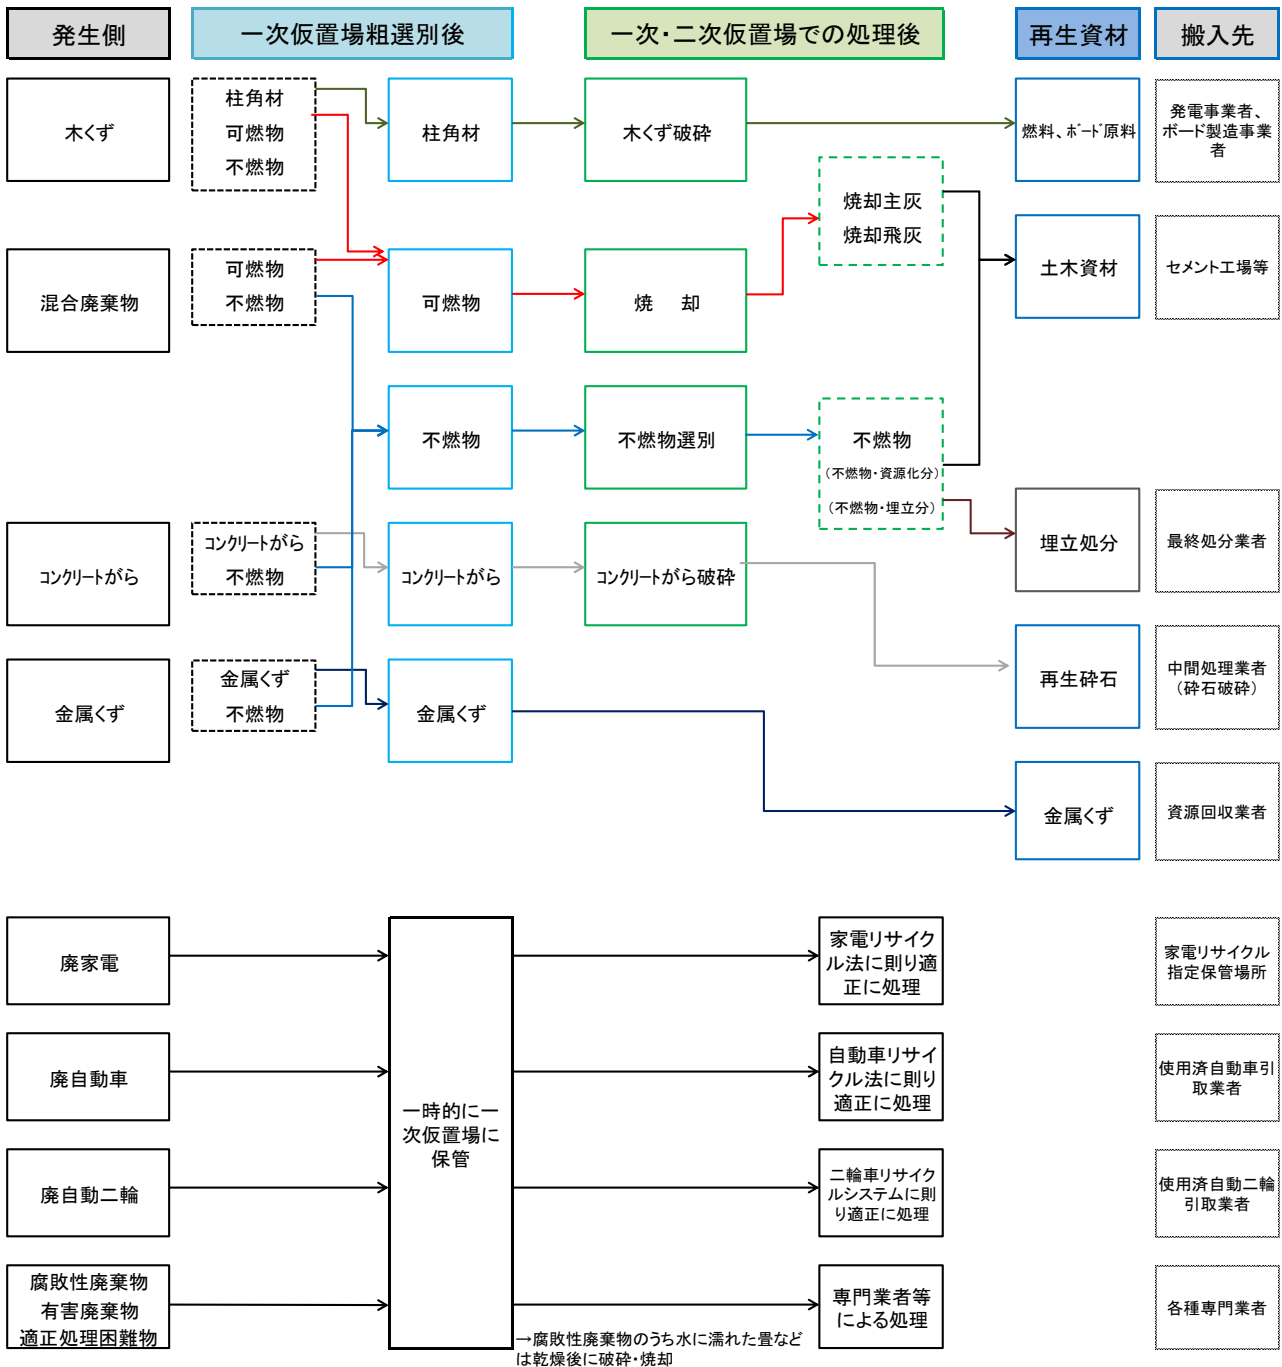 発生側
一次仮置場粗選別後
一次・二次仮置場での処理後
再生資材
搬入先
木くず
柱角材
可燃物
不燃物
柱角材
木くず破砕
燃料、ボード原料
発電事業者、
ボード製造事業
者
焼却主灰
焼却飛灰
混合廃棄物
可燃物
不燃物
可燃物
焼 却
土木資材
セメント工場等
不燃物
不燃物選別
不燃物
(不燃物・資源化分)
(不燃物・埋立分)
コンクリートがら
コンクリートがら
不燃物
コンクリートがら
コンクリートがら破砕
埋立処分
最終処分業者
金属くず
金属くず
不燃物
金属くず
再生砕石
中間処理業者
(砕石破砕)
金属くず
資源回収業者
廃家電
家電リサイク
ル法に則り適
正に処理
家電リサイクル
指定保管場所
廃自動車
自動車リサイ
クル法に則り
適正に処理
使用済自動車引
取業者
一時的に一
次仮置場に
保管
廃自動二輪
二輪車リサイク
ルシステムに則
り適正に処理
使用済自動二輪
引取業者
腐敗性廃棄物
有害廃棄物
適正処理困難物
専門業者等
による処理
各種専門業者
→腐敗性廃棄物のうち水に濡れた畳など
は乾燥後に破砕・焼却